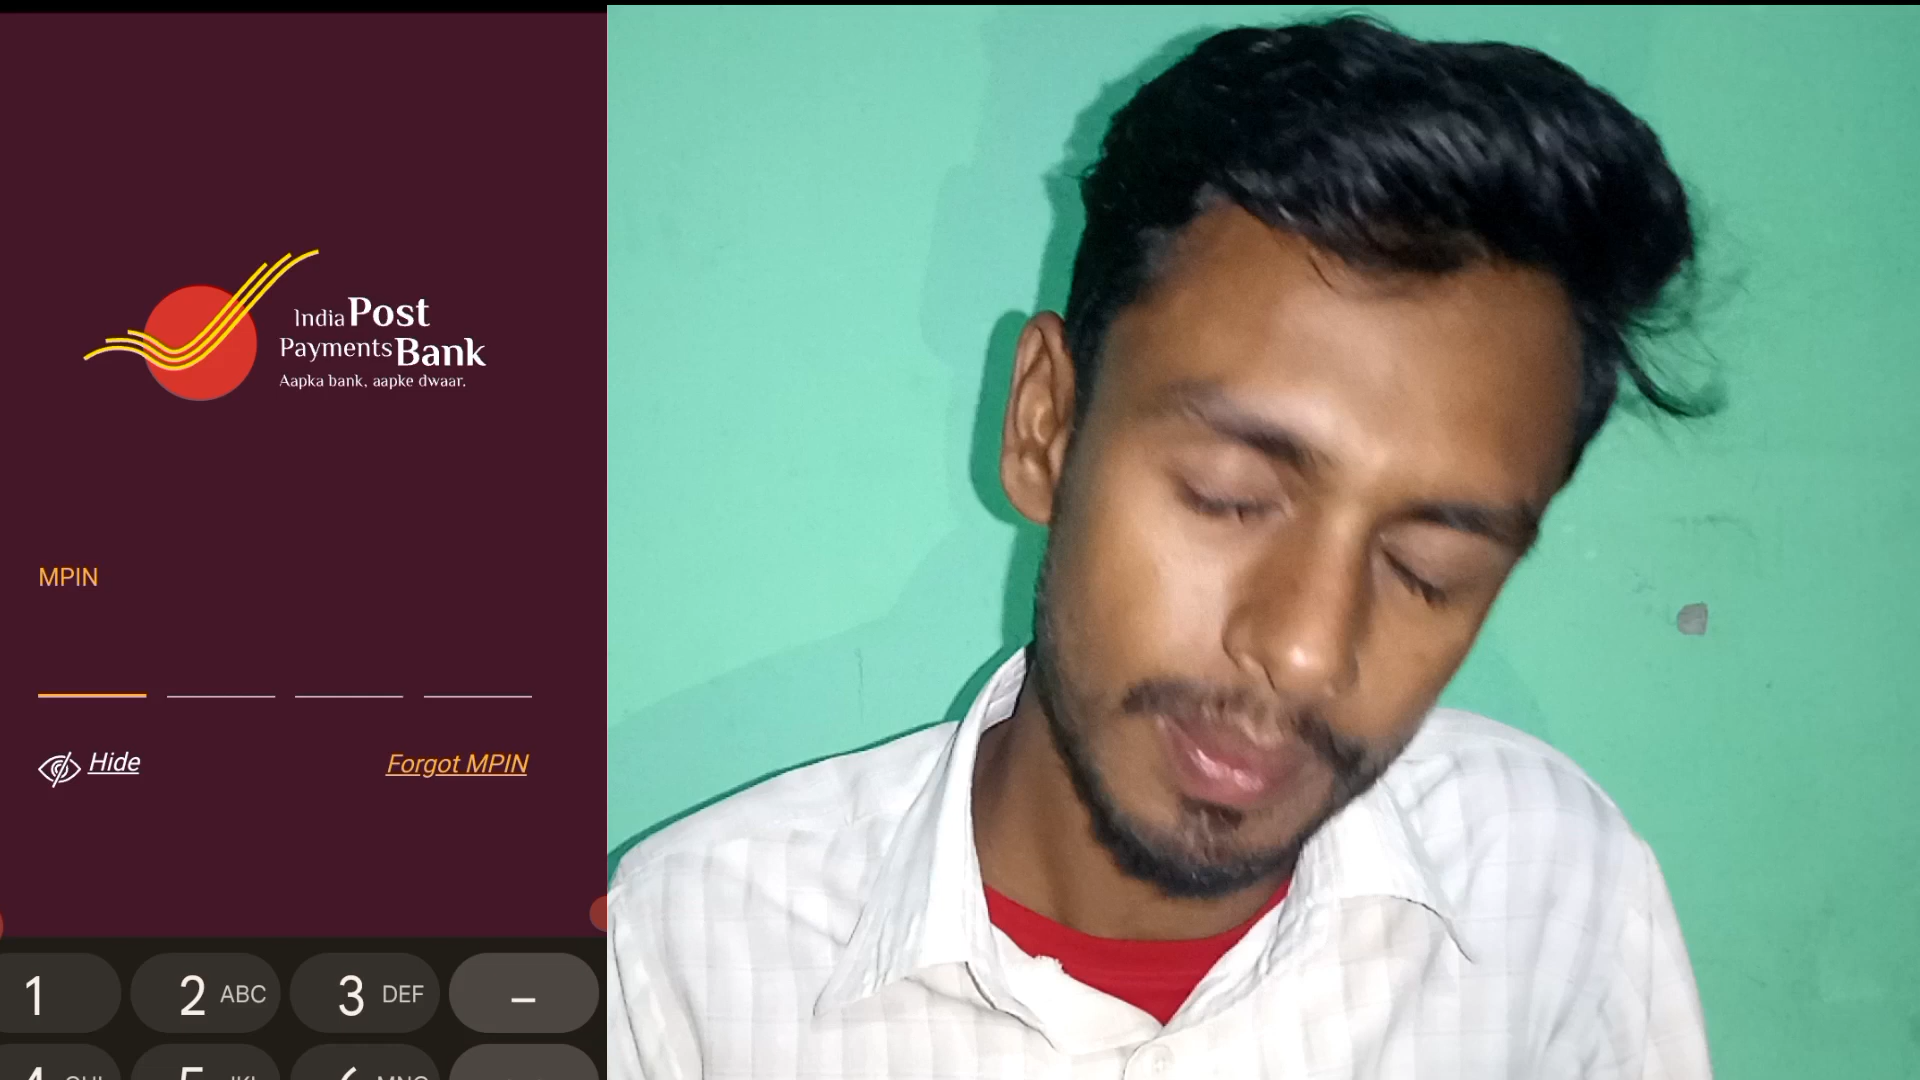 India Post
Payments Bank
Aapka bank, aapke dwaar.
MPIN
Hide
Forgot MPIN
1
2 ABC
3 DEF
–